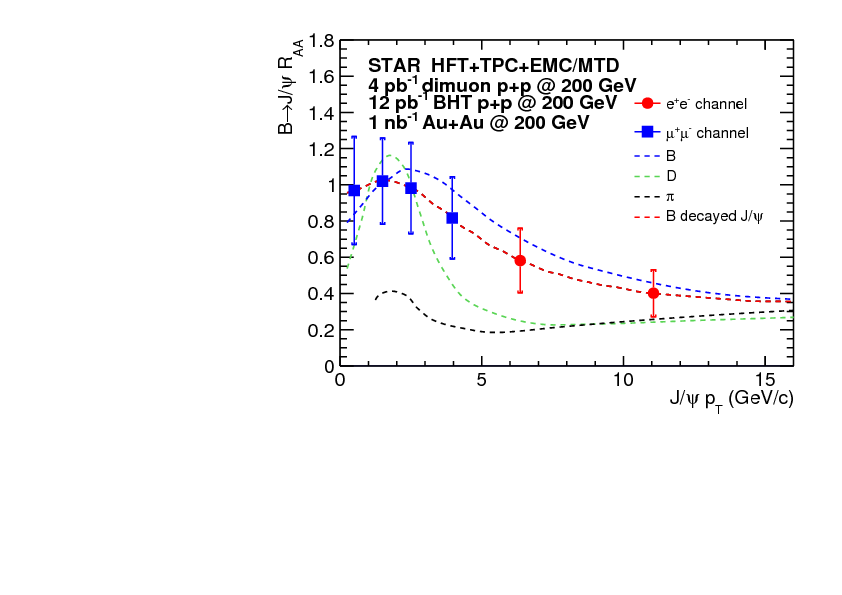 1.8
1.6
1.4
1.2
1
0.8
0.6
0.4
0.2
0
0
5
10
15
B→J/ψ R_AA
J/ψ p_T (GeV/c)
STAR HFT+TPC+EMC/MTD
4 pb⁻¹ dimuon p+p @ 200 GeV
12 pb⁻¹ BHT p+p @ 200 GeV
1 nb⁻¹ Au+Au @ 200 GeV
e⁺e⁻ channel
μ⁺μ⁻ channel
B
D
π
B decayed J/ψ